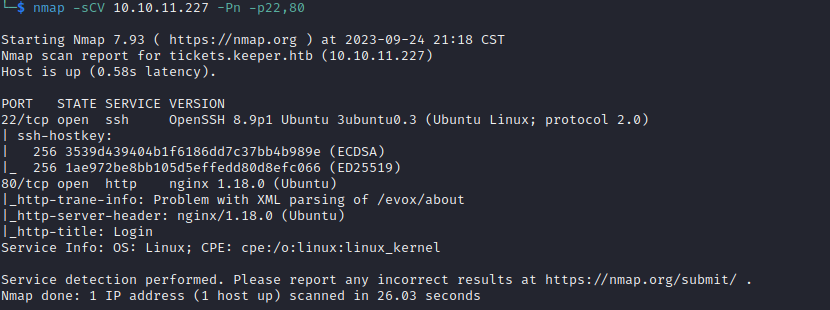 └─$ nmap -sCV 10.10.11.227 -Pn -p22,80
Starting Nmap 7.93 ( https://nmap.org ) at 2023-09-24 21:18 CST
Nmap scan report for tickets.keeper.htb (10.10.11.227)
Host is up (0.58s latency).
PORT   STATE SERVICE VERSION
22/tcp open  ssh     OpenSSH 8.9p1 Ubuntu 3ubuntu0.3 (Ubuntu Linux; protocol 2.0)
| ssh-hostkey:
|   256 3539d439404b1f6186dd7c37bb4b989e (ECDSA)
|_  256 1ae972be8bb105d5effedd80d8efc066 (ED25519)
80/tcp open  http    nginx 1.18.0 (Ubuntu)
|_http-trane-info: Problem with XML parsing of /evox/about
|_http-server-header: nginx/1.18.0 (Ubuntu)
|_http-title: Login
Service Info: OS: Linux; CPE: cpe:/o:linux:linux_kernel
Service detection performed. Please report any incorrect results at https://nmap.org/submit/ .
Nmap done: 1 IP address (1 host up) scanned in 26.03 seconds